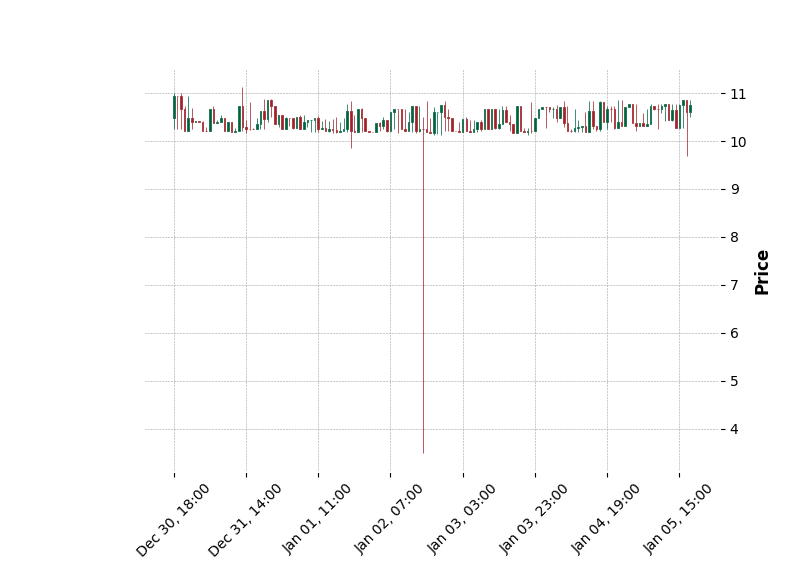 11
10
9
8
7
6
5
4
Price
Dec 30, 18:00
Dec 31, 14:00
Jan 01, 11:00
Jan 02, 07:00
Jan 03, 03:00
Jan 03, 23:00
Jan 04, 19:00
Jan 05, 15:00